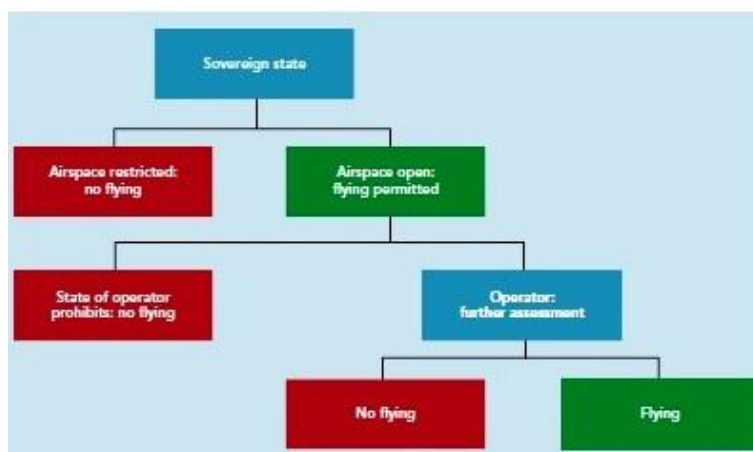 Sovereign state
Airspace restricted:
no flying
Airspace open:
flying permitted
State of operator
prohibits: no flying
Operator:
further assessment
No flying
Flying